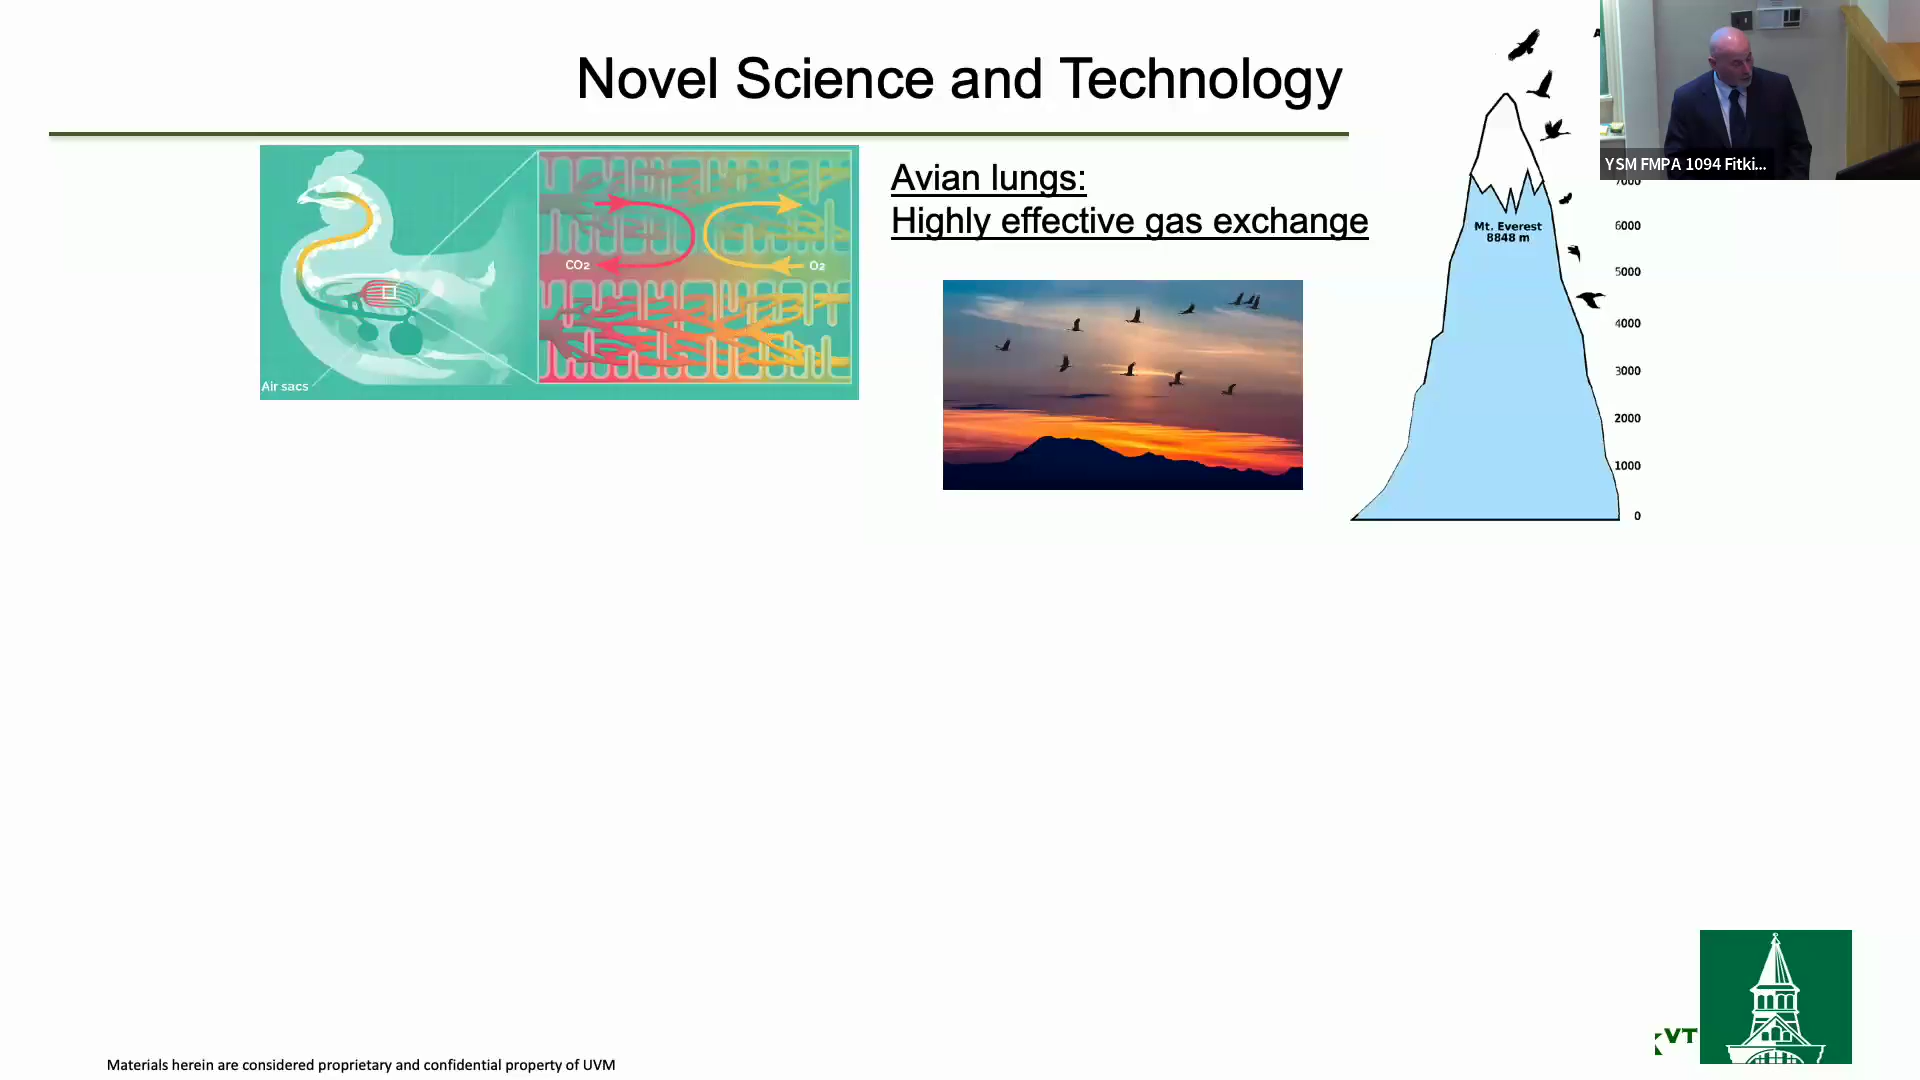 Novel Science and Technology
A
YSM FMPA 1094 Fitki...
Avian lungs:
Highly effective gas exchange
CO2
O2
Air sacs
Mt. Everest
8848 m
7000
6000
5000
4000
3000
2000
1000
0
VT
Materials herein are considered proprietary and confidential property of UVM